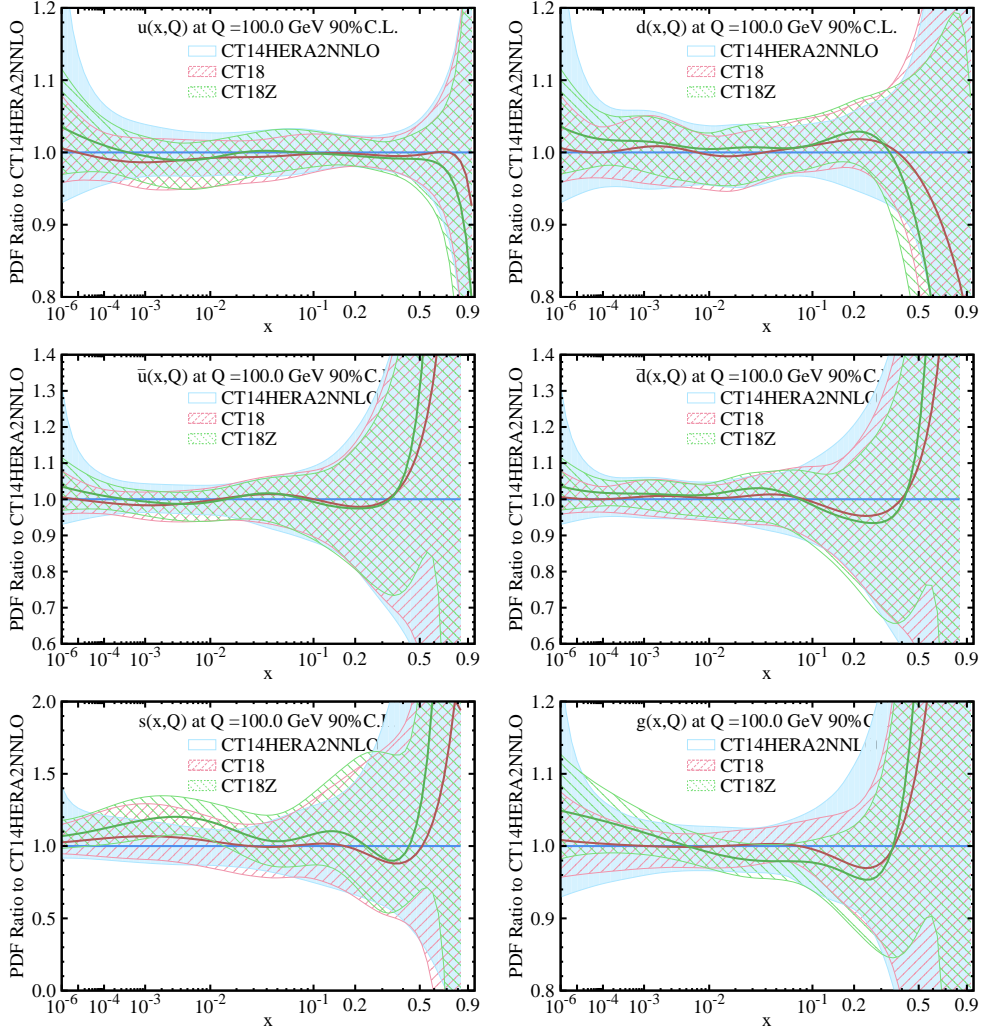 u(x,Q) at Q =100.0 GeV 90%C.L.
CT14HERA2NNLO
CT18
CT18Z
PDF Ratio to CT14HERA2NNLO
1.2
1.1
1.0
0.9
0.8
10⁻⁶ 10⁻⁴ 10⁻³ 10⁻² 10⁻¹ 0.2 0.5 0.9
x
d(x,Q) at Q =100.0 GeV 90%C.L.
CT14HERA2NNLO
CT18
CT18Z
PDF Ratio to CT14HERA2NNLO
1.2
1.1
1.0
0.9
0.8
10⁻⁶ 10⁻⁴ 10⁻³ 10⁻² 10⁻¹ 0.2 0.5 0.9
x
u̅(x,Q) at Q =100.0 GeV 90%C.I
CT14HERA2NNLO
CT18
CT18Z
PDF Ratio to CT14HERA2NNLO
1.4
1.3
1.2
1.1
1.0
0.9
0.8
0.7
0.6
10⁻⁶ 10⁻⁴ 10⁻³ 10⁻² 10⁻¹ 0.2 0.5 0.9
x
d̅(x,Q) at Q =100.0 GeV 90%C.I
CT14HERA2NNLO
CT18
CT18Z
PDF Ratio to CT14HERA2NNLO
1.4
1.3
1.2
1.1
1.0
0.9
0.8
0.7
0.6
10⁻⁶ 10⁻⁴ 10⁻³ 10⁻² 10⁻¹ 0.2 0.5 0.9
x
s(x,Q) at Q =100.0 GeV 90%C.I
CT14HERA2NNLO
CT18
CT18Z
PDF Ratio to CT14HERA2NNLO
2.0
1.5
1.0
0.5
0.0
10⁻⁶ 10⁻⁴ 10⁻³ 10⁻² 10⁻¹ 0.2 0.5 0.9
x
g(x,Q) at Q =100.0 GeV 90%C
CT14HERA2NNL
CT18
CT18Z
PDF Ratio to CT14HERA2NNLO
1.2
1.1
1.0
0.9
0.8
10⁻⁶ 10⁻⁴ 10⁻³ 10⁻² 10⁻¹ 0.2 0.5 0.9
x